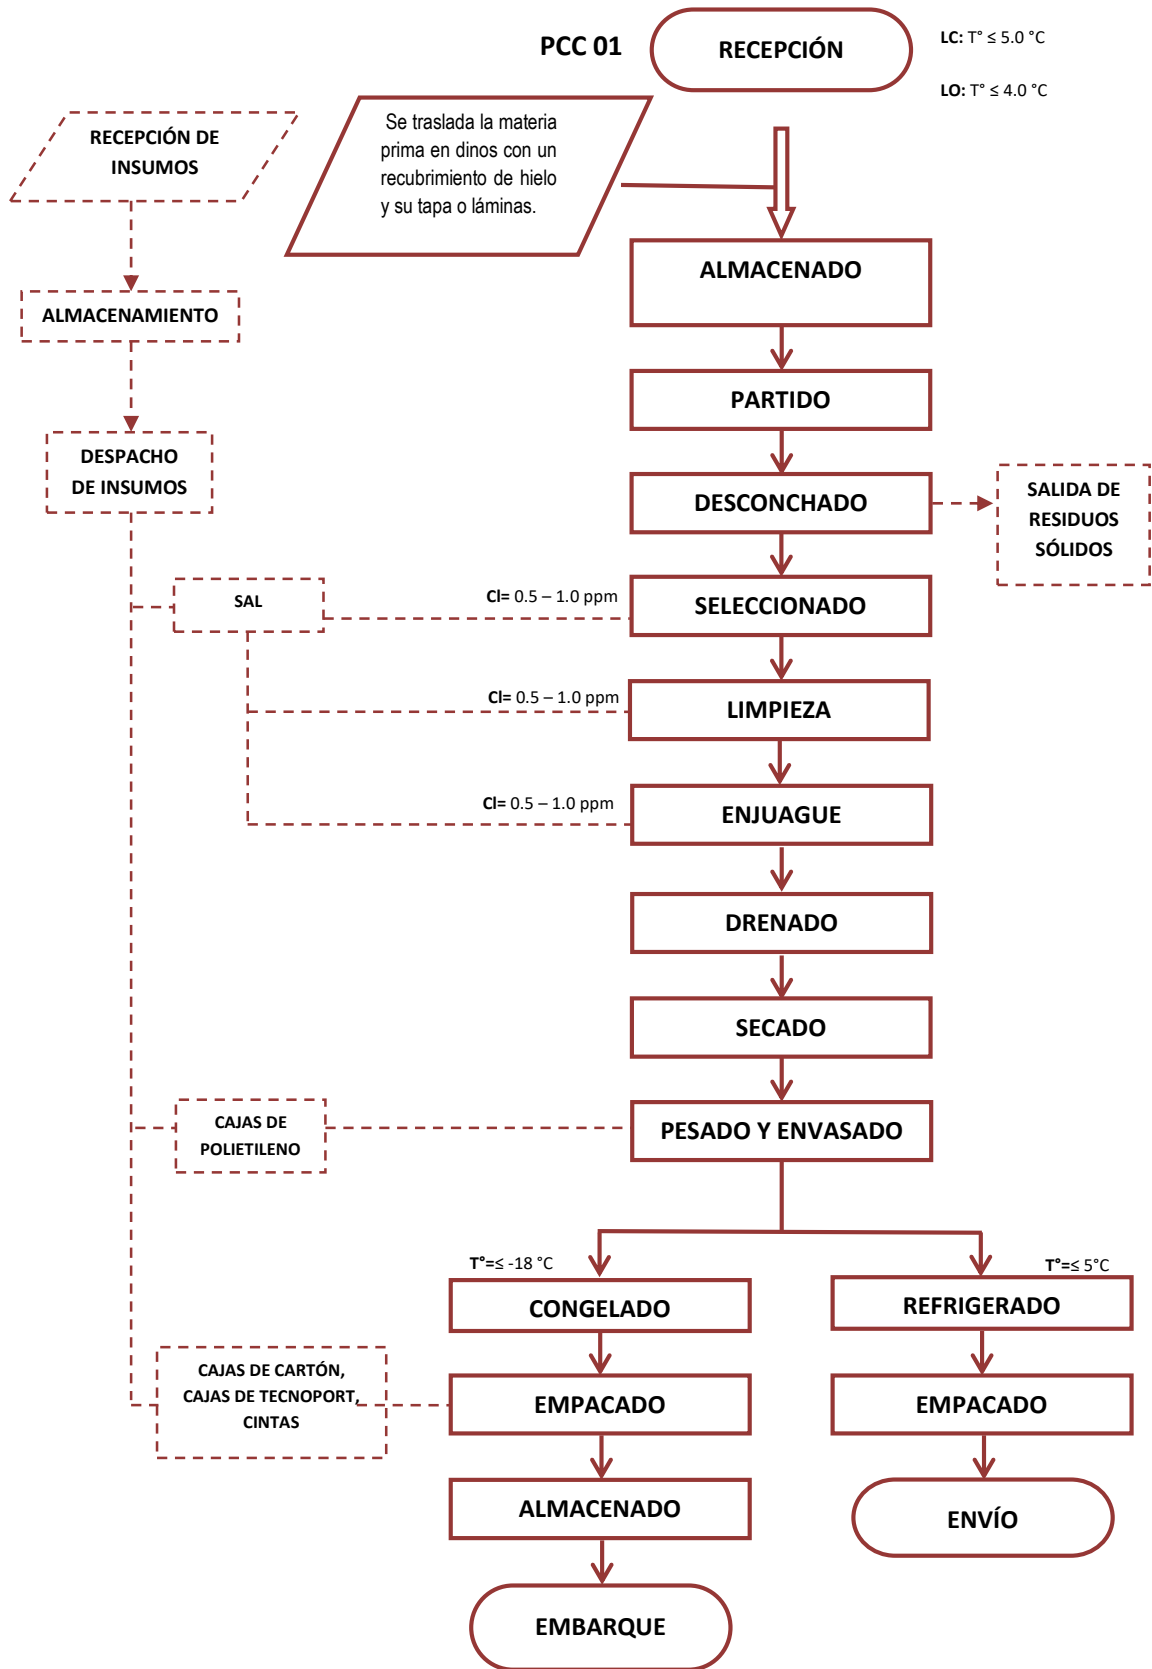 PCC 01
RECEPCIÓN
LC: T° ≤ 5.0 °C
LO: T° ≤ 4.0 °C
Se traslada la materia
prima en dinos con un
recubrimiento de hielo
y su tapa o láminas.
RECEPCIÓN DE
INSUMOS
ALMACENADO
ALMACENAMIENTO
PARTIDO
DESPACHO
DE INSUMOS
DESCONCHADO
SALIDA DE
RESIDUOS
SÓLIDOS
SAL
Cl= 0.5 – 1.0 ppm
SELECCIONADO
Cl= 0.5 – 1.0 ppm
LIMPIEZA
Cl= 0.5 – 1.0 ppm
ENJUAGUE
DRENADO
SECADO
CAJAS DE
POLIETILENO
PESADO Y ENVASADO
T°=≤ -18 °C
T°=≤ 5°C
CONGELADO
REFRIGERADO
CAJAS DE CARTÓN,
CAJAS DE TECNOPORT,
CINTAS
EMPACADO
EMPACADO
ALMACENADO
ENVÍO
EMBARQUE